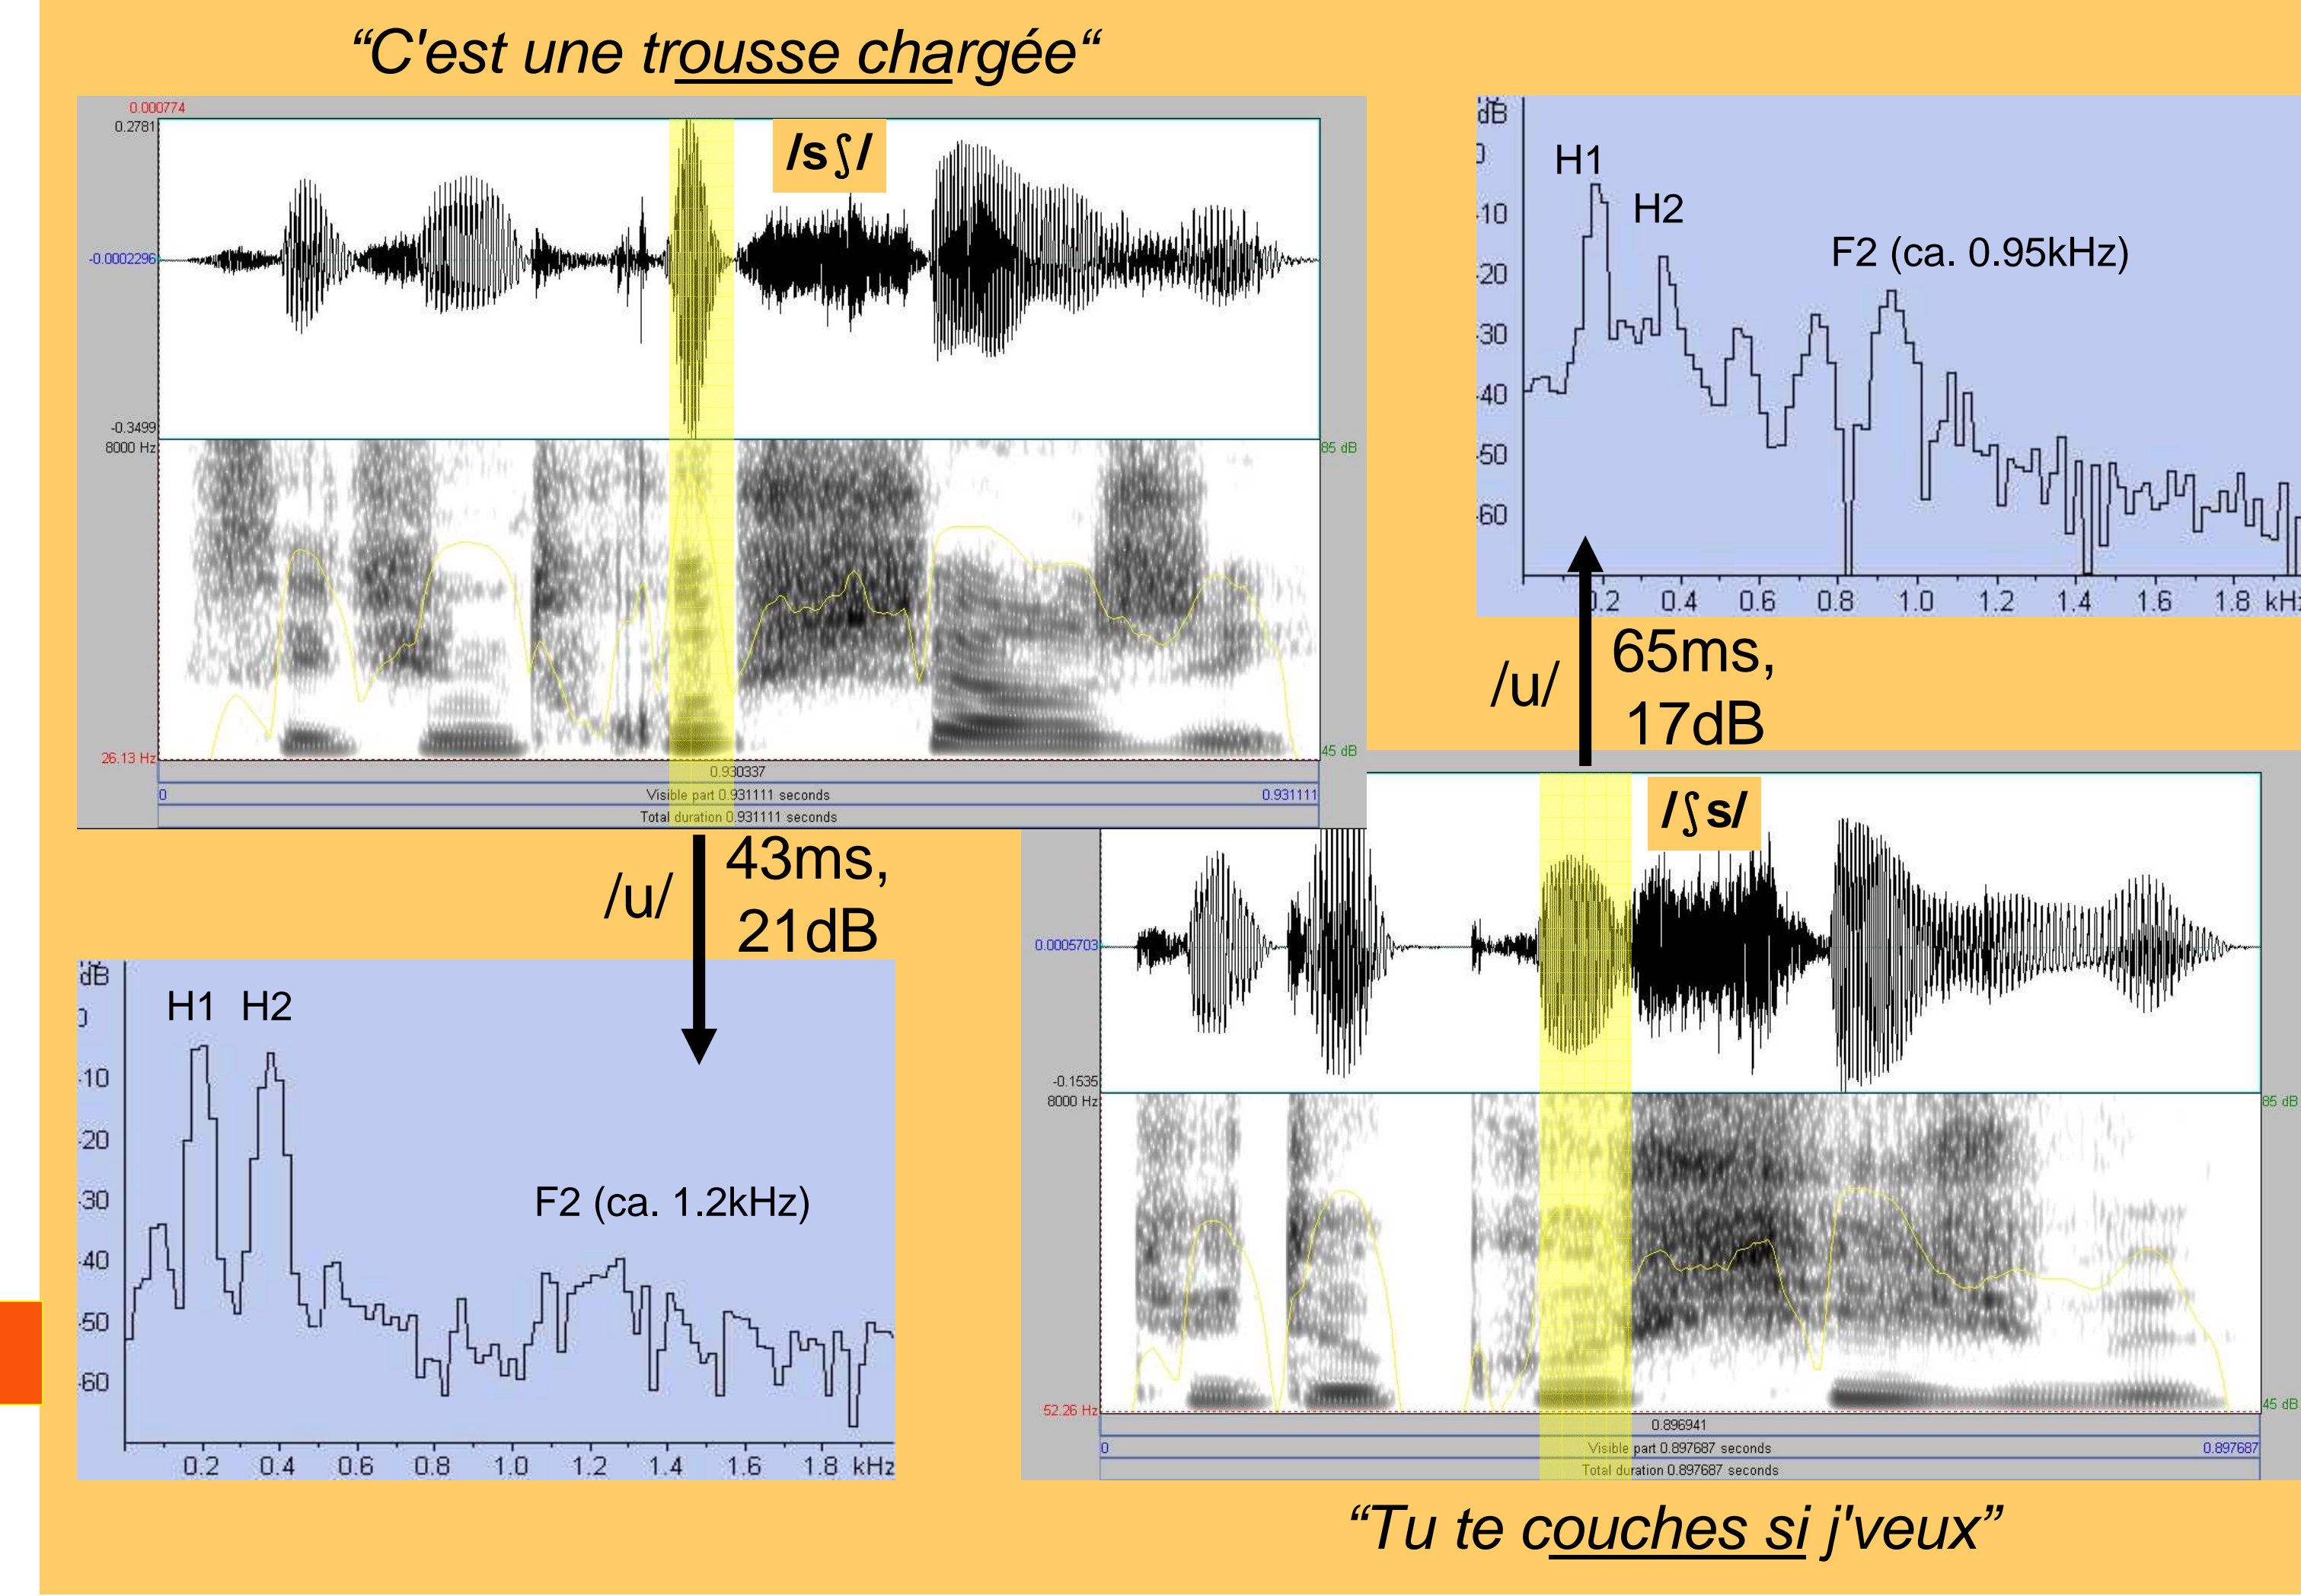 “C'est une trousse chargée“
0.000774
0.2781
/s∫/
-0.0002296
-0.3499
8000 Hz
85 dB
26.13 Hz
45 dB
0.930337
0
Visible part 0.931111 seconds
0.931111
Total duration 0.931111 seconds
dB
H1
H2
F2 (ca. 0.95kHz)
0
-10
-20
-30
-40
-50
-60
0.2 0.4 0.6 0.8 1.0 1.2 1.4 1.6 1.8 kHz
/u/
65ms,
17dB
/u/
43ms,
21dB
dB
H1 H2
F2 (ca. 1.2kHz)
0
-10
-20
-30
-40
-50
-60
0.2 0.4 0.6 0.8 1.0 1.2 1.4 1.6 1.8 kHz
/∫s/
0.0005703
-0.1535
8000 Hz
85 dB
52.26 Hz
45 dB
0.896941
0
Visible part 0.897687 seconds
0.897687
Total duration 0.897687 seconds
“Tu te couches si j'veux”